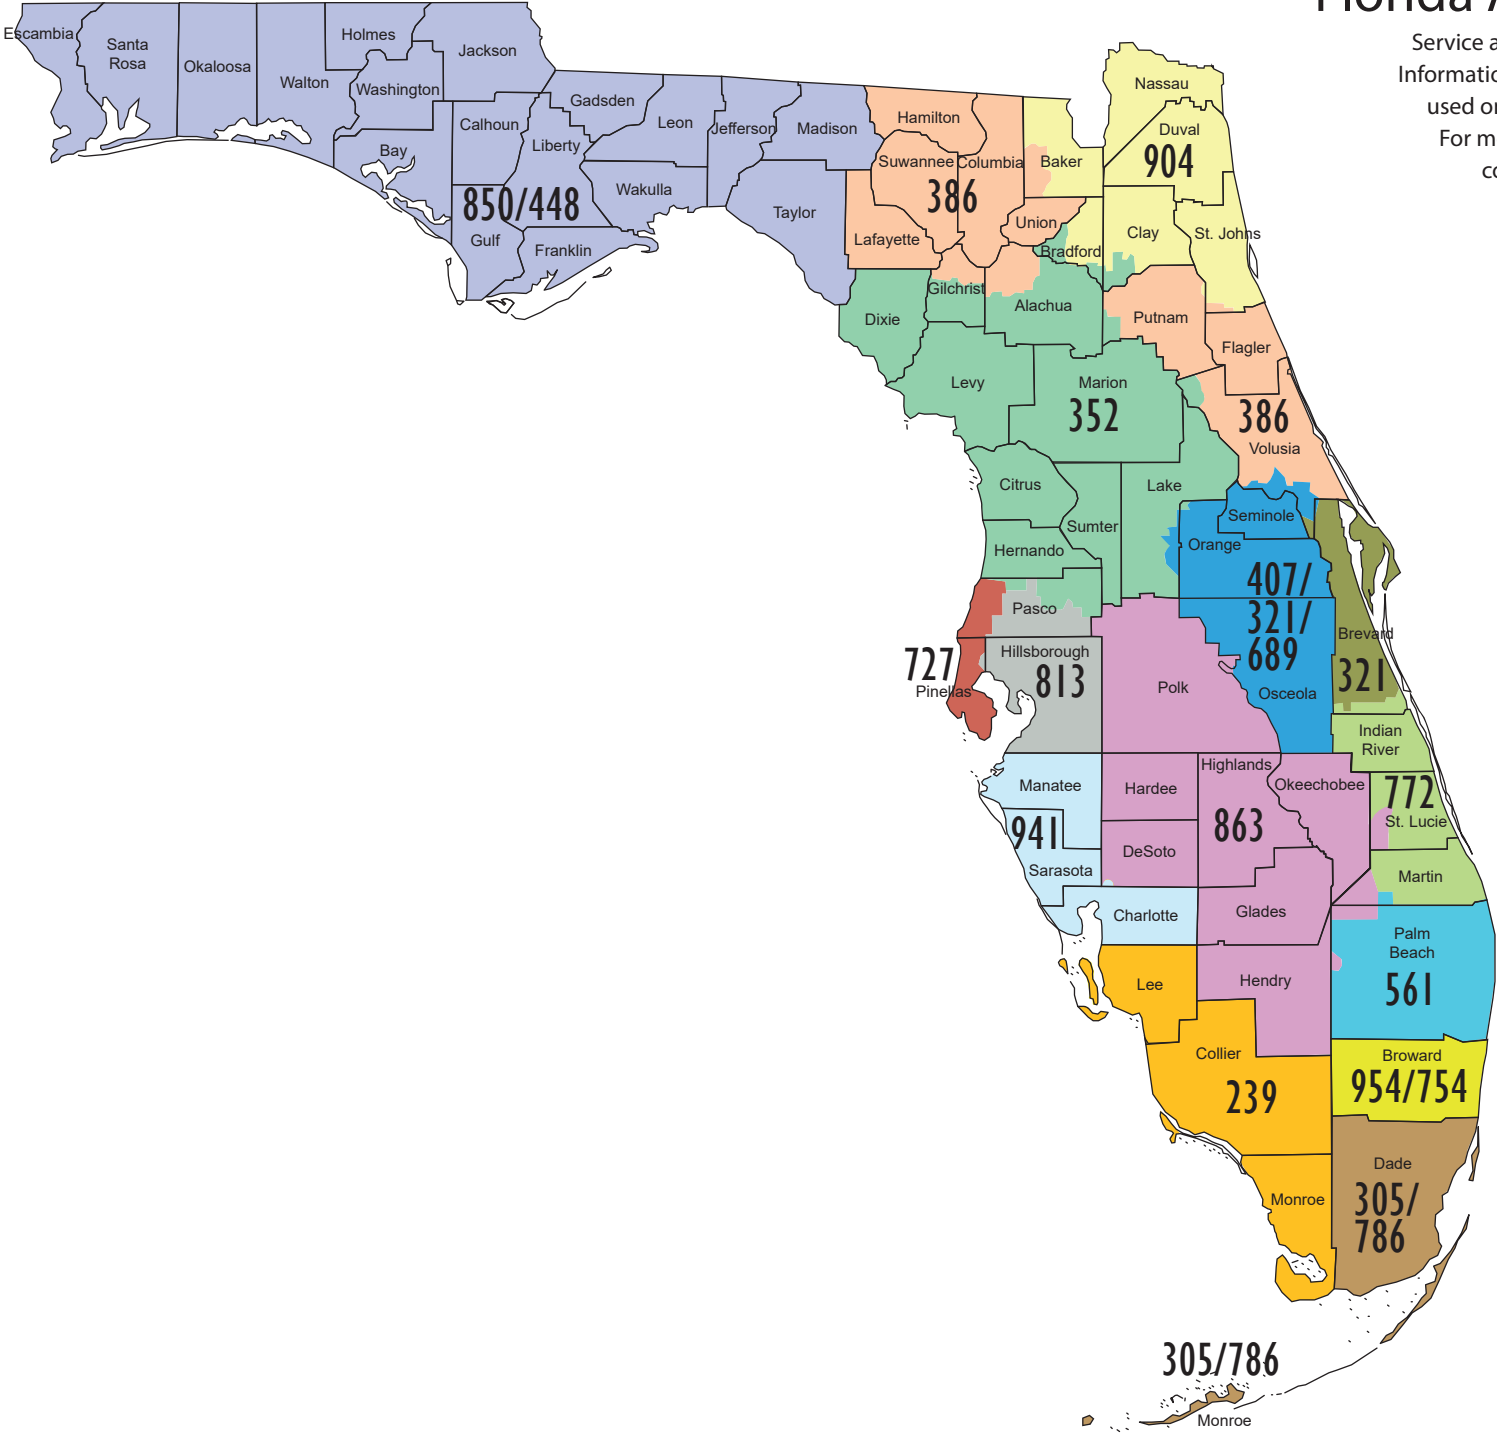 Florida
Service a
Informatio
used or
For m
co
Escambia
Santa
Rosa
Okaloosa
Walton
Holmes
Washington
Jackson
Bay
Calhoun
Gulf
Liberty
Gadsden
Franklin
850/448
Leon
Wakulla
Jefferson
Madison
Taylor
Hamilton
Suwannee
Columbia
386
Lafayette
Baker
Union
Bradford
Nassau
Duval
904
Clay
St. Johns
Dixie
Gilchrist
Alachua
Putnam
Flagler
Levy
Marion
352
386
Volusia
Citrus
Sumter
Lake
Hernando
Seminole
Orange
407/
321/
689
Osceola
Brevard
321
Pasco
Hillsborough
813
727
Pinellas
Polk
Indian
River
Manatee
941
Sarasota
Hardee
DeSoto
Highlands
863
Okeechobee
772
St. Lucie
Martin
Charlotte
Glades
Palm
Beach
561
Lee
Hendry
Collier
239
Broward
954/754
Dade
305/
786
Monroe
305/786
Monroe